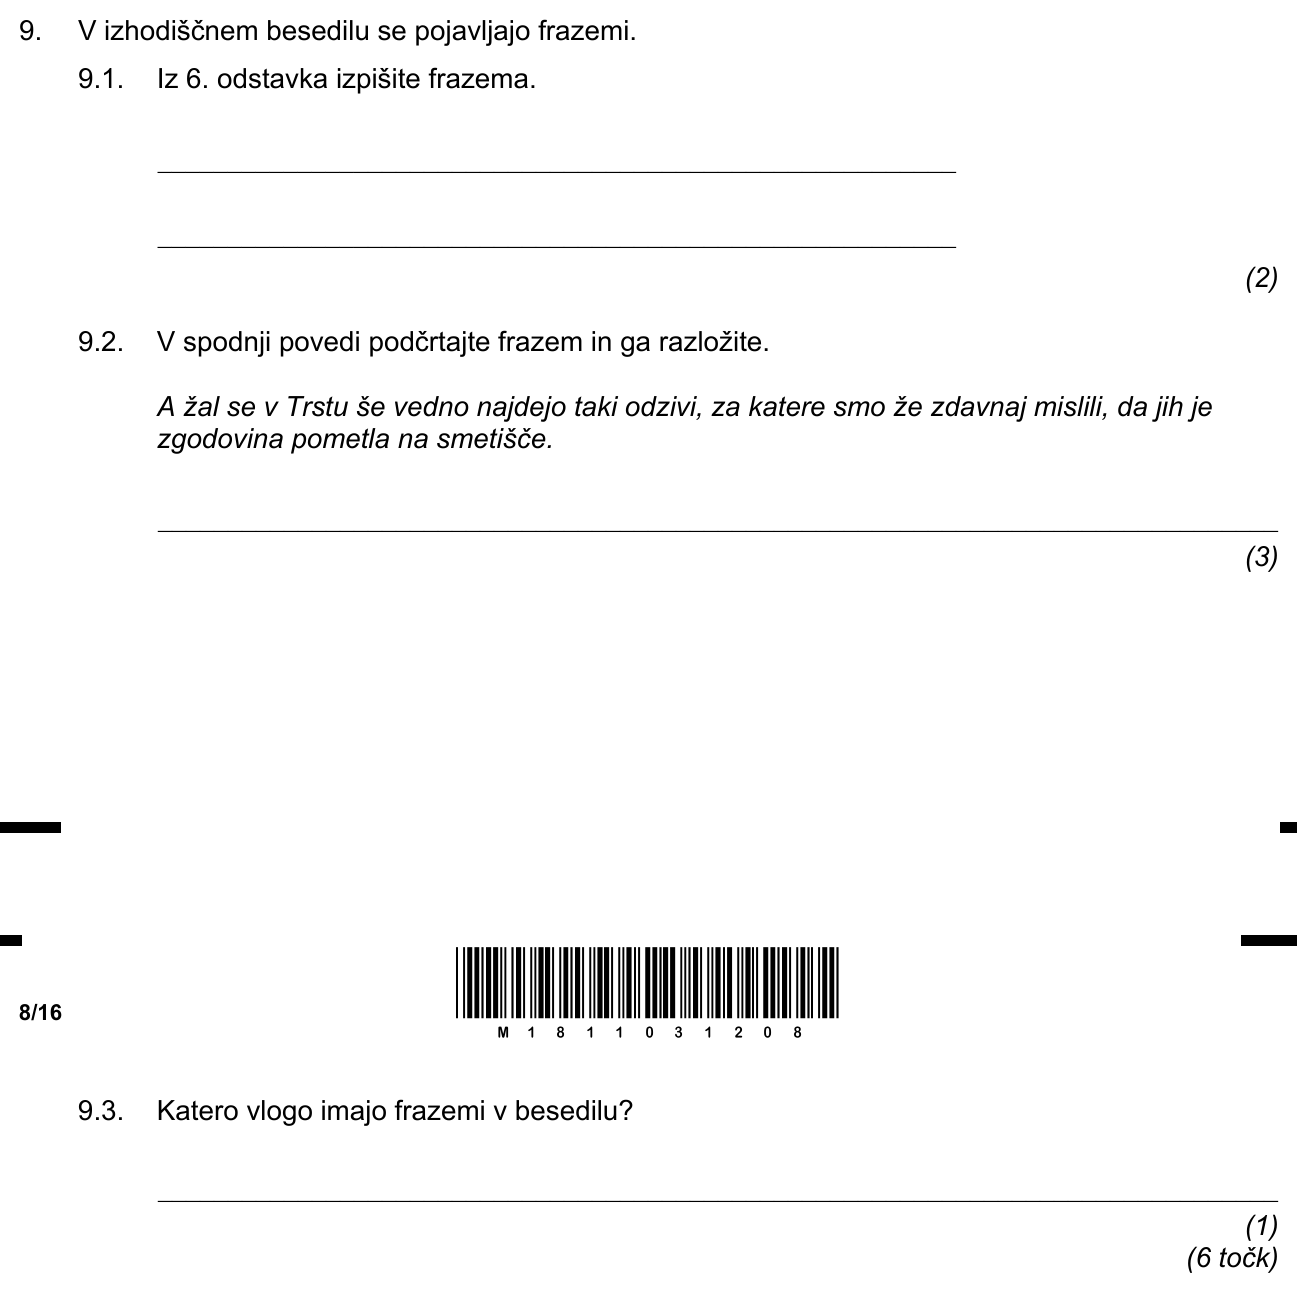 9. V izhodiščnem besedilu se pojavljajo frazemi.
9.1. Iz 6. odstavka izpišite frazema.
(2)
9.2. V spodnji povedi podčrtajte frazem in ga razložite.
A žal se v Trstu še vedno najdejo taki odzivi, za katere smo že zdavnaj mislili, da jih je
zgodovina pometla na smetišče.
(3)
8/16
M 1 8 1 1 0 3 1 2 0 8
9.3. Katero vlogo imajo frazemi v besedilu?
(1)
(6 točk)